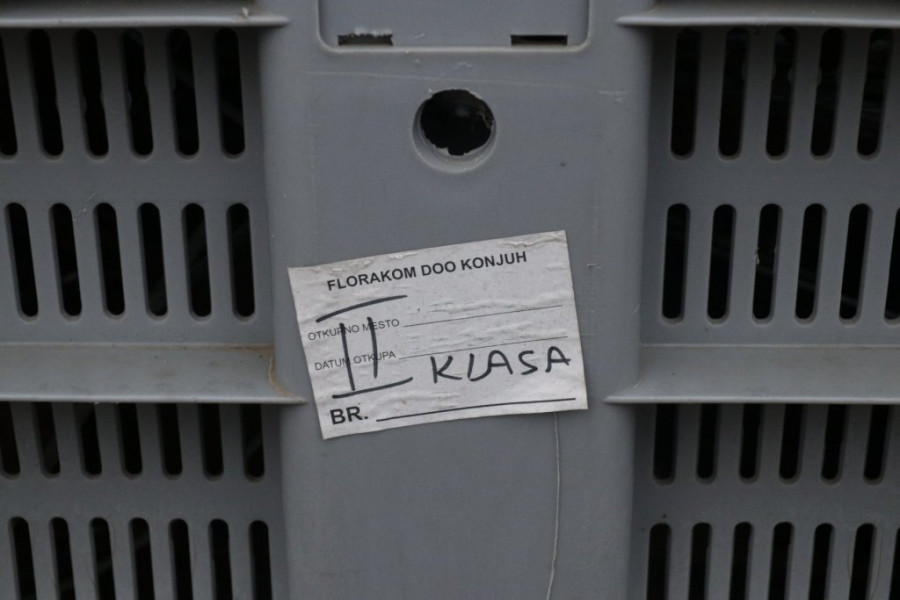 FLORAKOM DOO KONJUH
OTKUPNO MESTO
DATUM OTKUPA
II KLASA
BR.